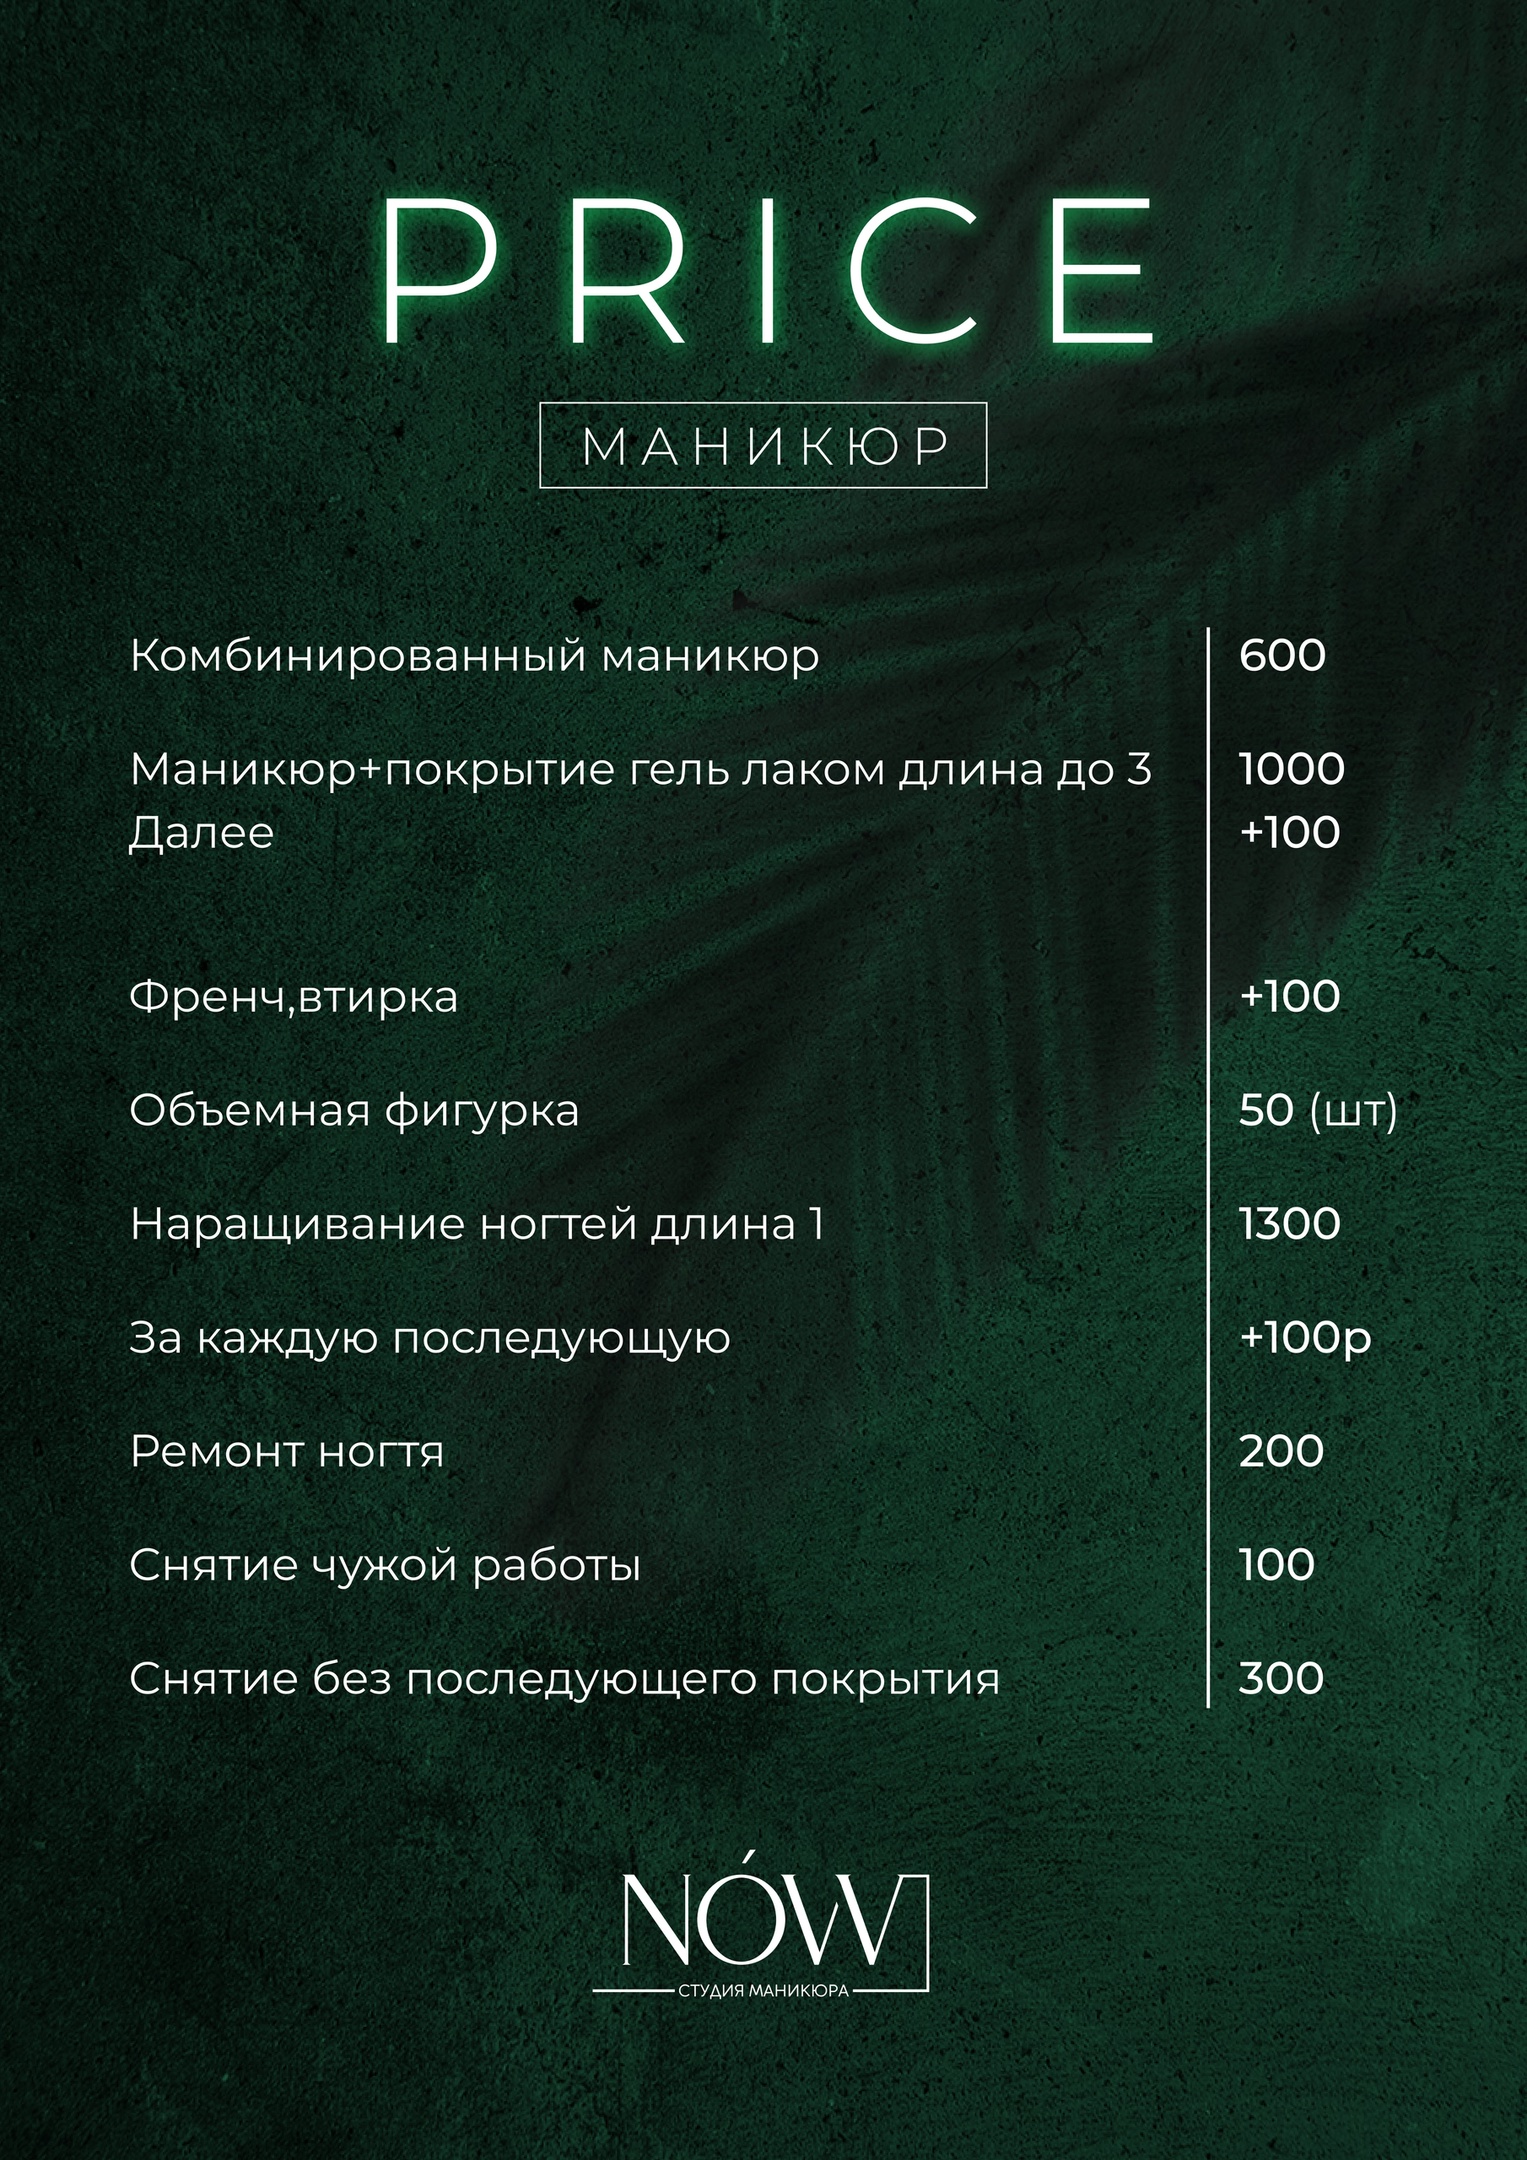 PRICE
МАНИКЮР
Комбинированный маникюр 600
Маникюр+покрытие гель лаком длина до 3 1000
Далее +100
Френч,втирка +100
Объемная фигурка 50 (шт)
Наращивание ногтей длина 1 1300
За каждую последующую +100р
Ремонт ногтя 200
Снятие чужой работы 100
Снятие без последующего покрытия 300
NÓW
СТУДИЯ МАНИКЮРА